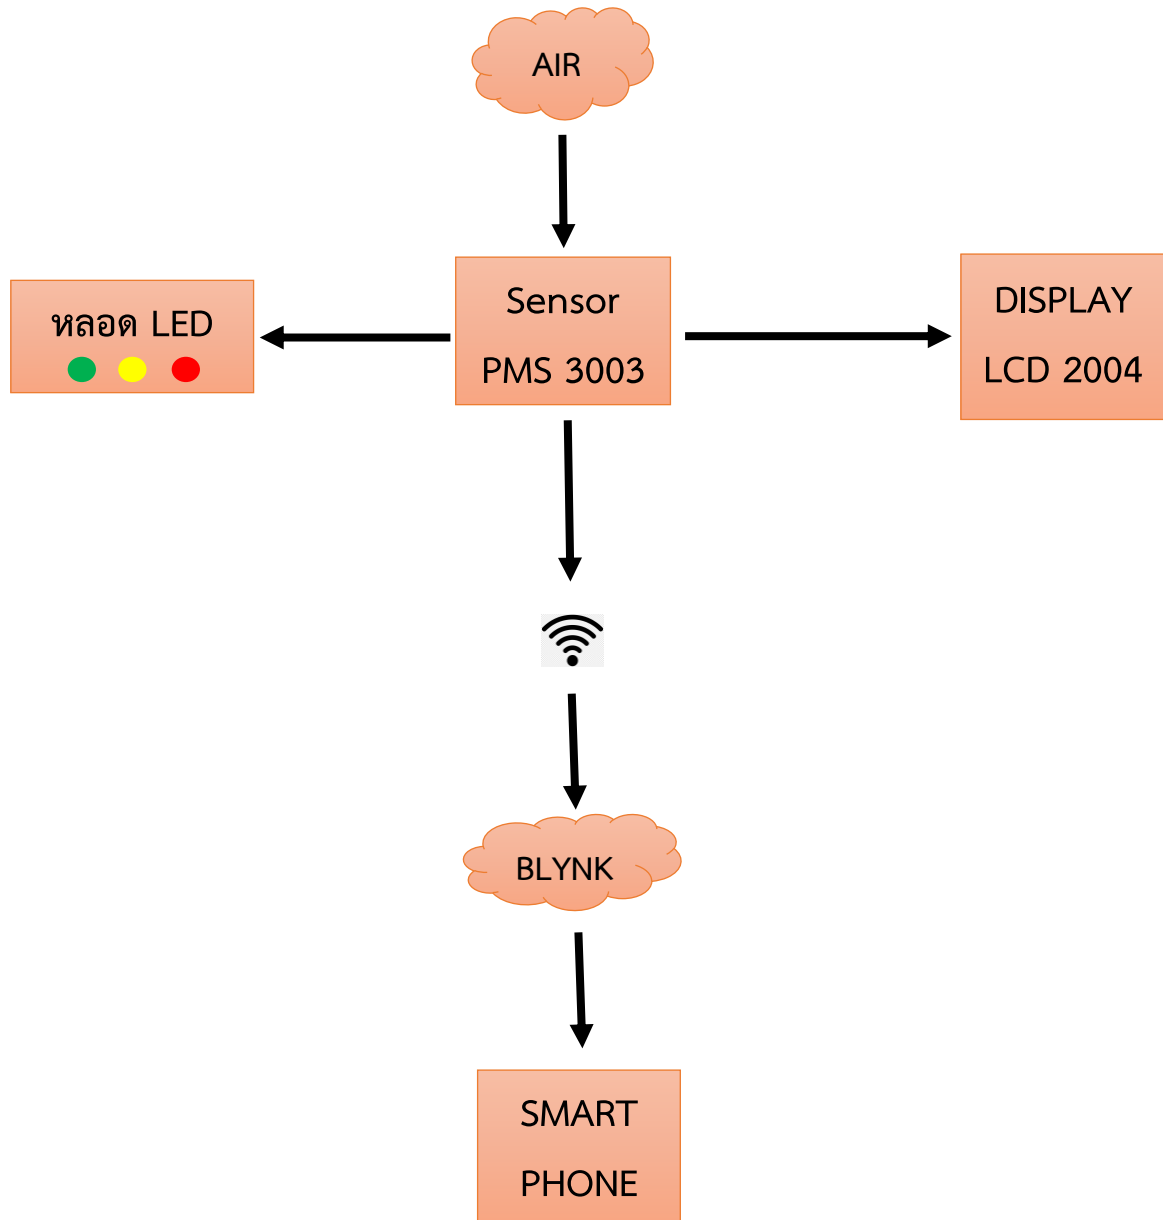 AIR
หลอด LED
Sensor
PMS 3003
DISPLAY
LCD 2004
BLYNK
SMART
PHONE